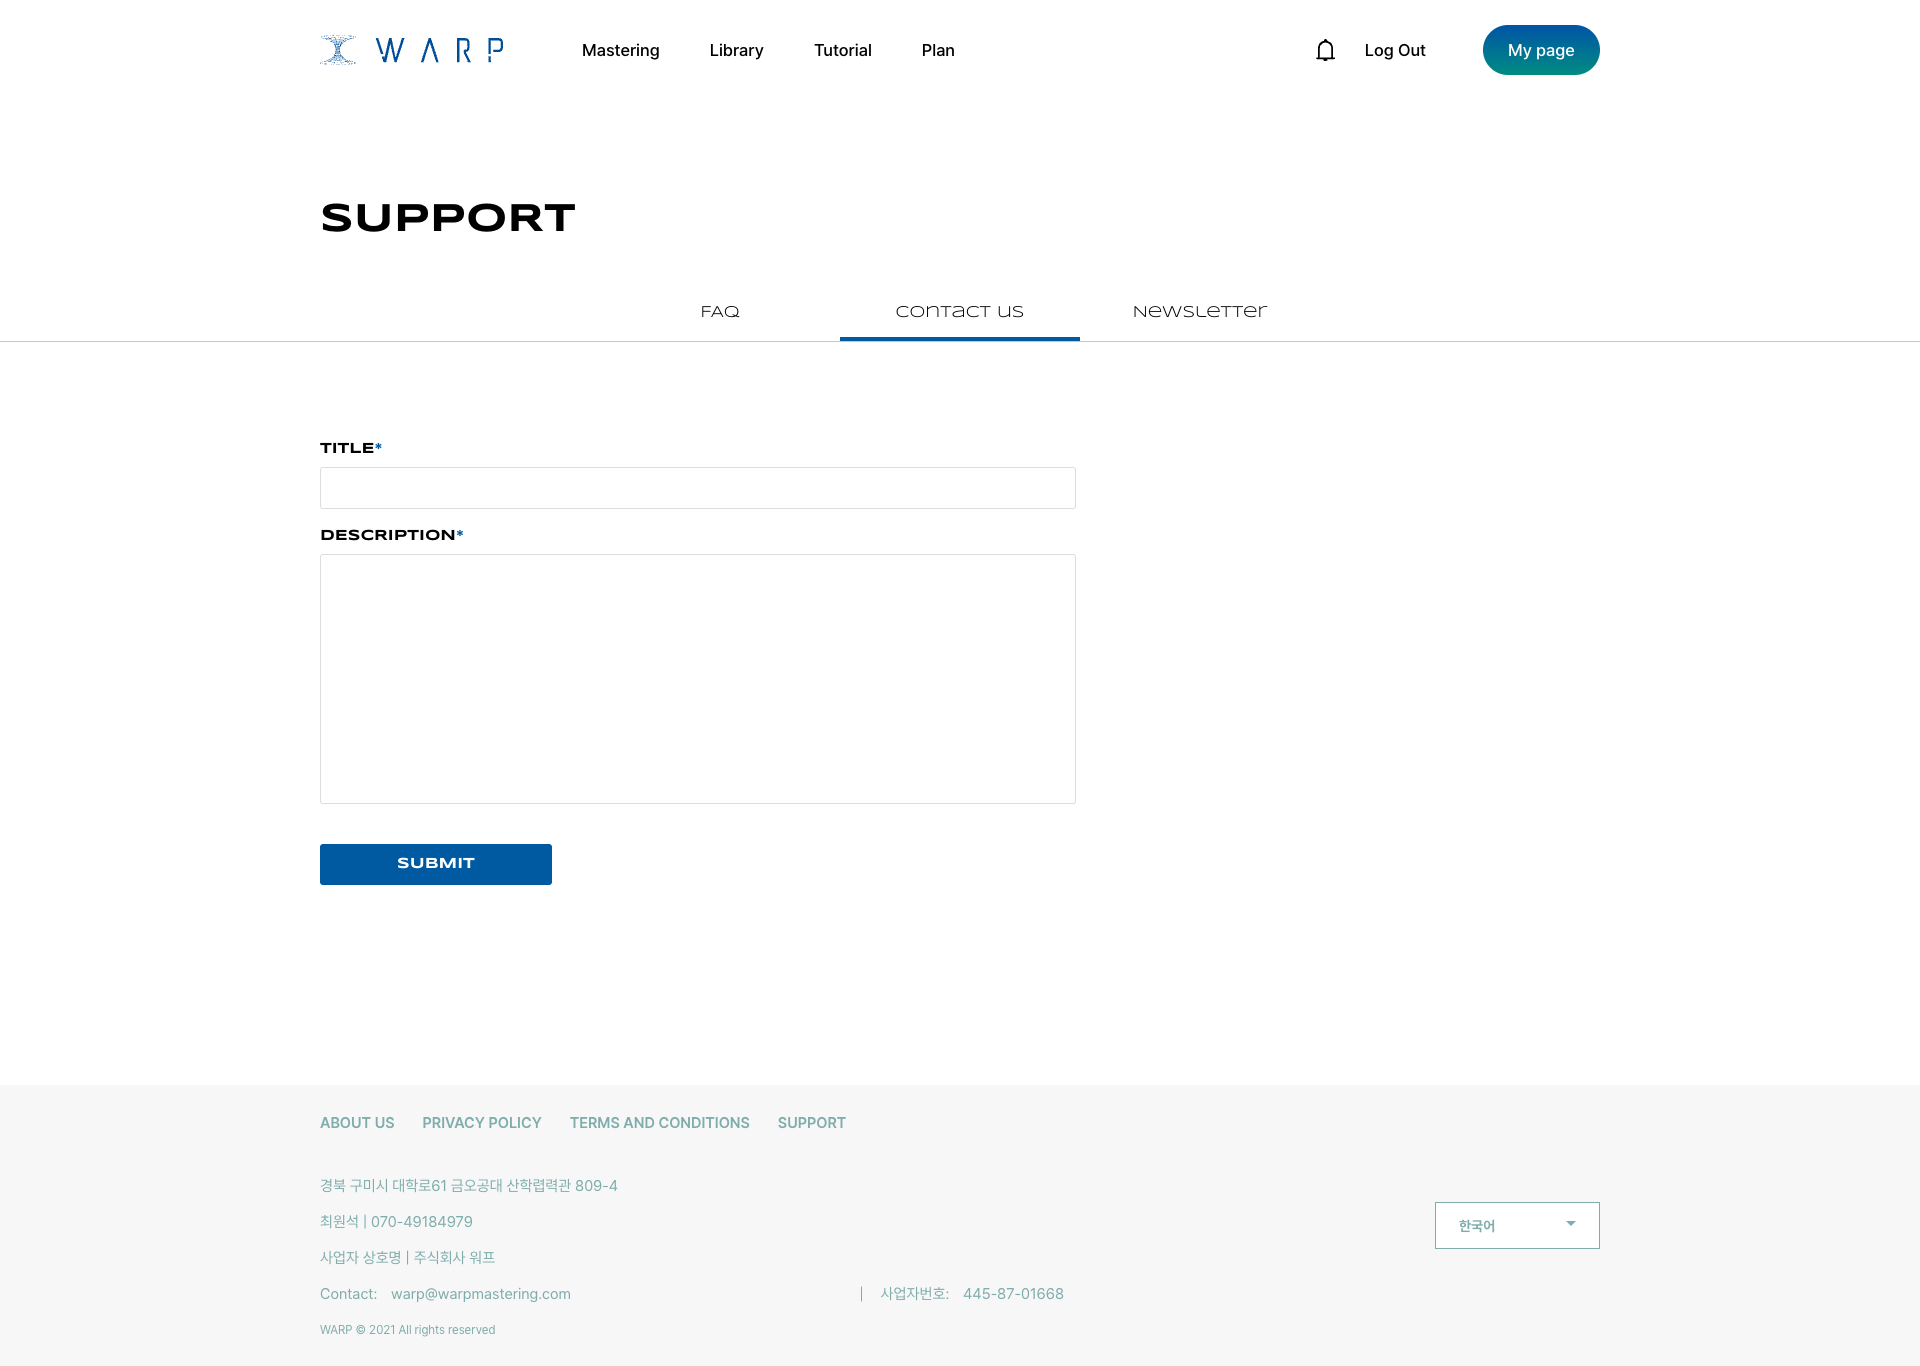 WARP Mastering Library Tutorial Plan Log Out My page
SUPPORT
FAQ contact us Newsletter
TITLE*
DESCRIPTION*
SUBMIT
ABOUT US PRIVACY POLICY TERMS AND CONDITIONS SUPPORT
경북 구미시 대학로61 금오공대 산학렵력관 809-4
최원석 | 070-49184979
한국어
사업자 상호명 | 주식회사 워프
Contact: warp@warpmastering.com | 사업자번호: 445-87-01668
WARP © 2021 All rights reserved